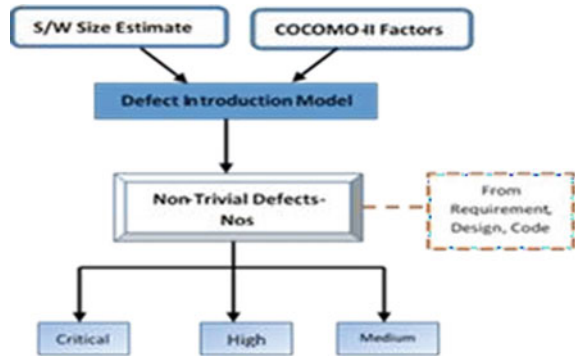 S/W Size Estimate
COCOMO-II Factors
Defect Introduction Model
Non-Trivial Defects-
Nos
From
Requirement,
Design, Code
Critical
High
Medium